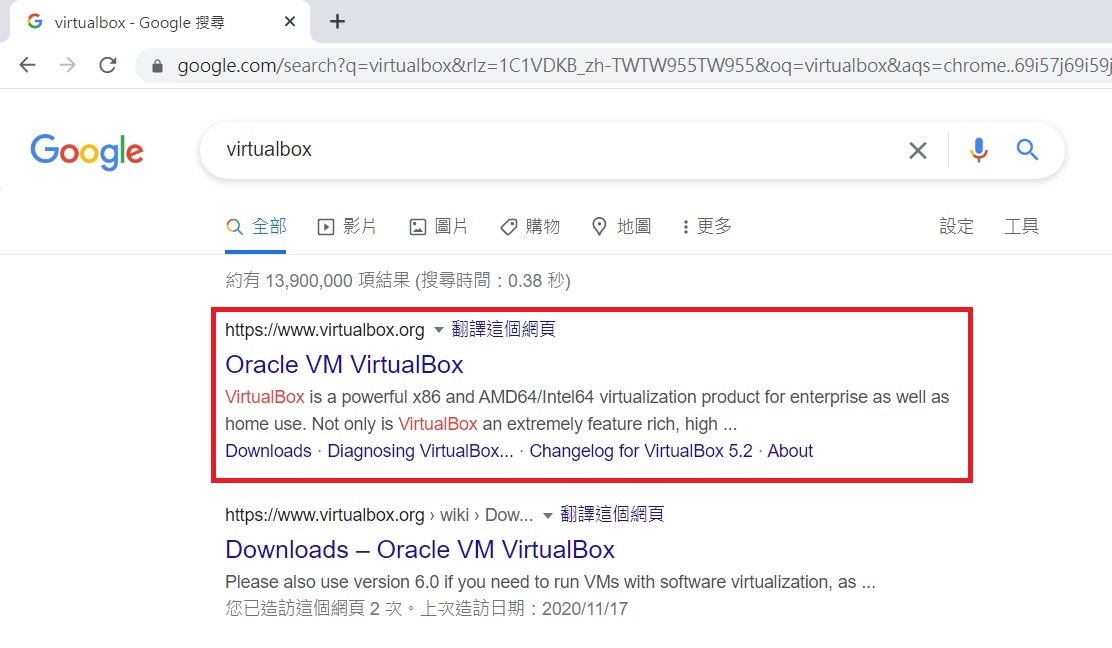 virtualbox - Google 搜尋
google.com/search?q=virtualbox&rlz=1C1VDKB_zh-TWTW955TW955&oq=virtualbox&aqs=chrome..69i57j69i59j
Google virtualbox
全部 影片 圖片 購物 地圖 更多 設定 工具
約有 13,900,000 項結果 (搜尋時間：0.38 秒)
https://www.virtualbox.org 翻譯這個網頁
Oracle VM VirtualBox
VirtualBox is a powerful x86 and AMD64/Intel64 virtualization product for enterprise as well as
home use. Not only is VirtualBox an extremely feature rich, high ...
Downloads · Diagnosing VirtualBox... · Changelog for VirtualBox 5.2 · About
https://www.virtualbox.org › wiki › Dow... 翻譯這個網頁
Downloads – Oracle VM VirtualBox
Please also use version 6.0 if you need to run VMs with software virtualization, as ...
您已造訪這個網頁 2 次。上次造訪日期：2020/11/17